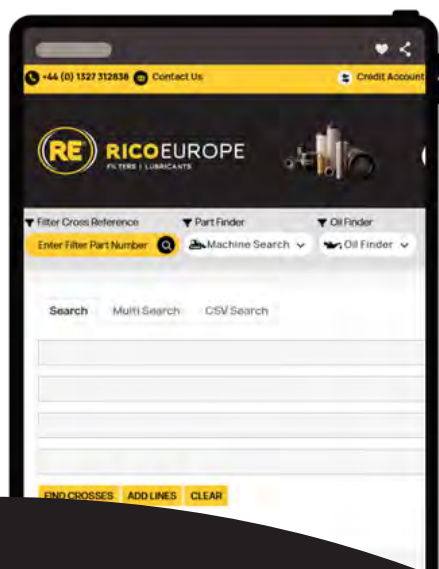 +44 (0) 1327 312838 Contact Us Credit Account
RE RICOEUROPE
FILTERS | LUBRICANTS
Filter Cross Reference Part Finder Oil Finder
Enter Filter Part Number Machine Search Oil Finder
Search Multi Search CSV Search
FIND CROSSES ADD LINES CLEAR